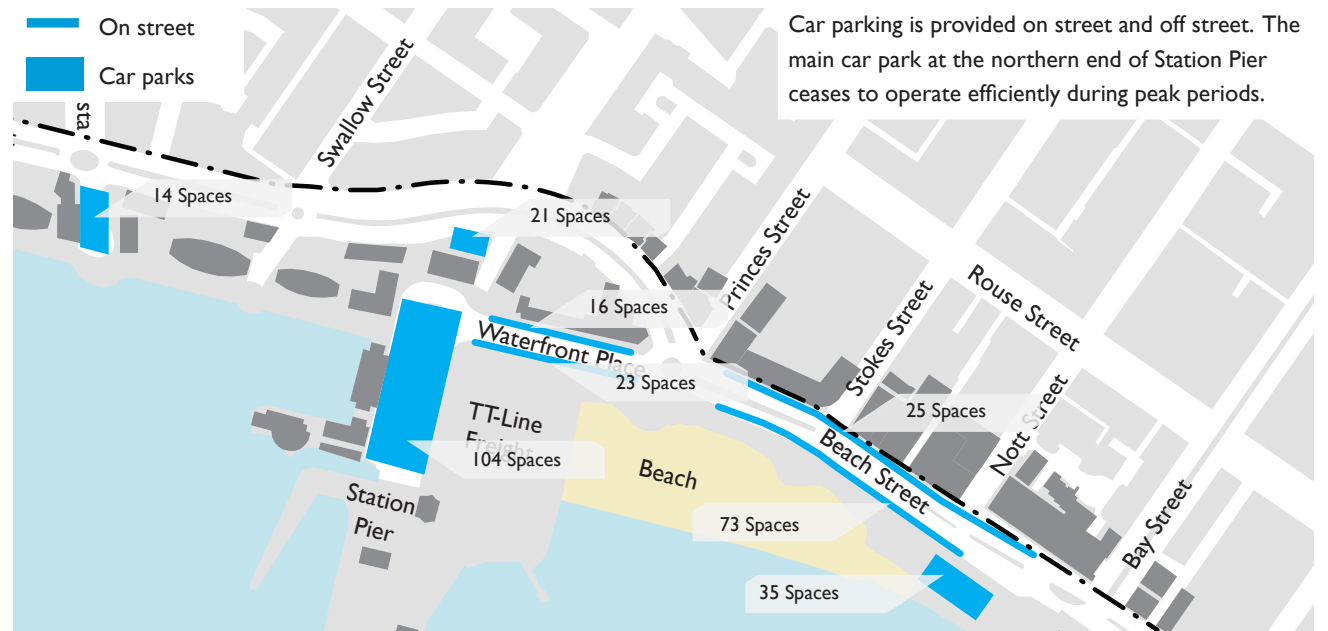 On street
Car parks
Car parking is provided on street and off street. The
main car park at the northern end of Station Pier
ceases to operate efficiently during peak periods.
sta
Swallow Street
14 Spaces
21 Spaces
Princes Street
16 Spaces
Rouse Street
Waterfront Place
Stokes Street
23 Spaces
25 Spaces
Nott Street
TT-Line
Freight
104 Spaces
Beach
Beach Street
Station
Pier
73 Spaces
Bay Street
35 Spaces